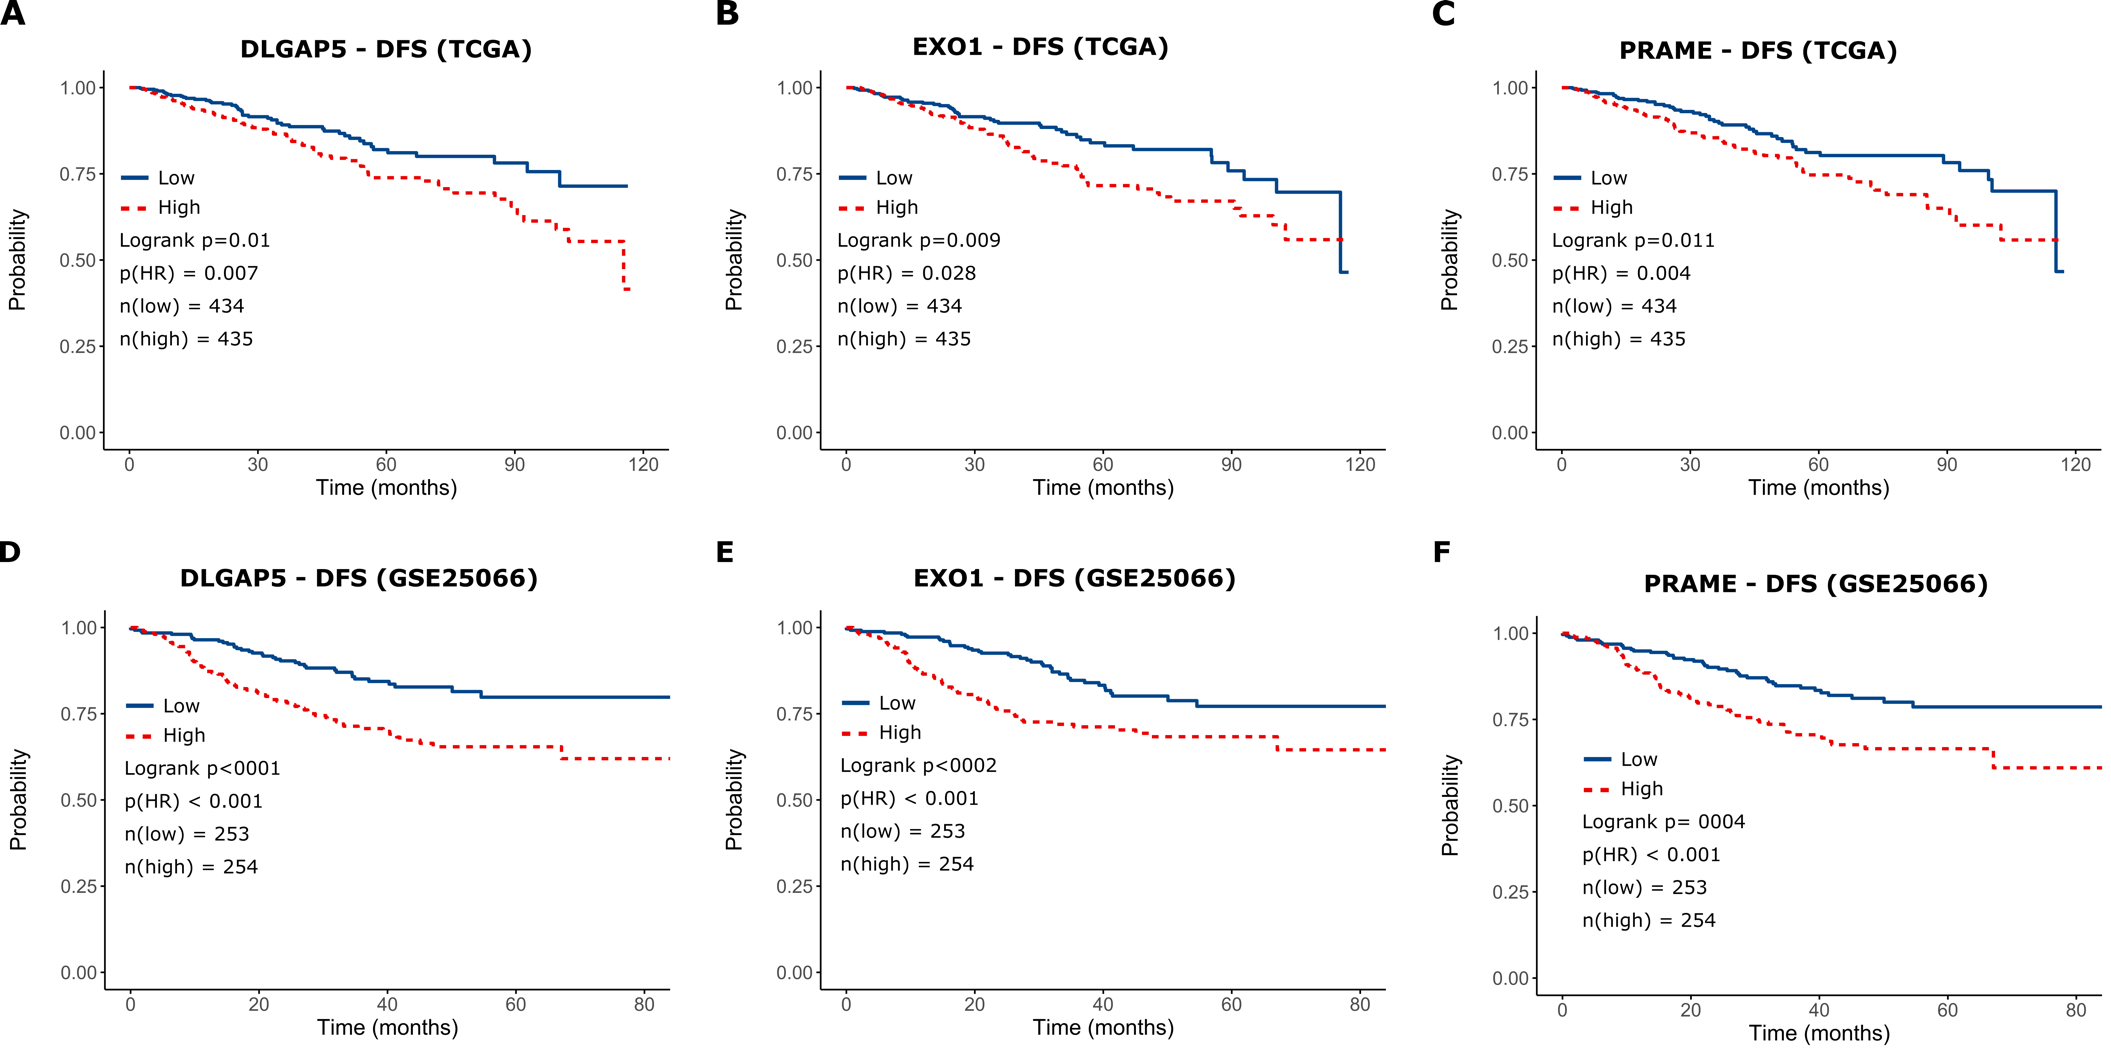 A
DLGAP5 - DFS (TCGA)
1.00
0.75
0.50
0.25
0.00
Probability
Low
High
Logrank p=0.01
p(HR) = 0.007
n(low) = 434
n(high) = 435
0 30 60 90 120
Time (months)
B
EXO1 - DFS (TCGA)
1.00
0.75
0.50
0.25
0.00
Probability
Low
High
Logrank p=0.009
p(HR) = 0.028
n(low) = 434
n(high) = 435
0 30 60 90 120
Time (months)
C
PRAME - DFS (TCGA)
1.00
0.75
0.50
0.25
0.00
Probability
Low
High
Logrank p=0.011
p(HR) = 0.004
n(low) = 434
n(high) = 435
0 30 60 90 120
Time (months)
D
DLGAP5 - DFS (GSE25066)
1.00
0.75
0.50
0.25
0.00
Probability
Low
High
Logrank p<0001
p(HR) < 0.001
n(low) = 253
n(high) = 254
0 20 40 60 80
Time (months)
E
EXO1 - DFS (GSE25066)
1.00
0.75
0.50
0.25
0.00
Probability
Low
High
Logrank p<0002
p(HR) < 0.001
n(low) = 253
n(high) = 254
0 20 40 60 80
Time (months)
F
PRAME - DFS (GSE25066)
1.00
0.75
0.50
0.25
0.00
Probability
Low
High
Logrank p= 0004
p(HR) < 0.001
n(low) = 253
n(high) = 254
0 20 40 60 80
Time (months)